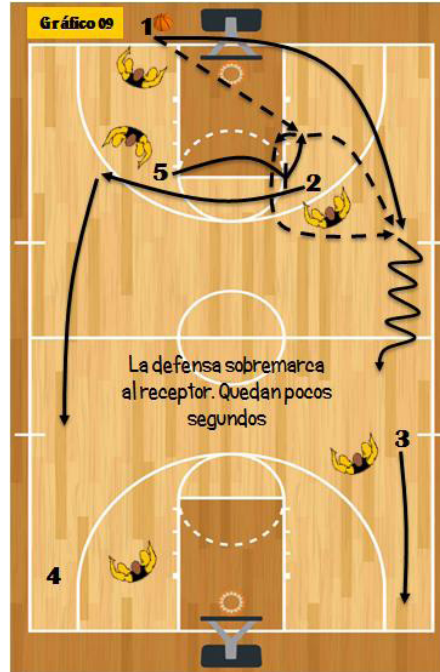 Gráfico 09
1
5
2
La defensa sobremarca
al receptor. Quedan pocos
segundos
3
4